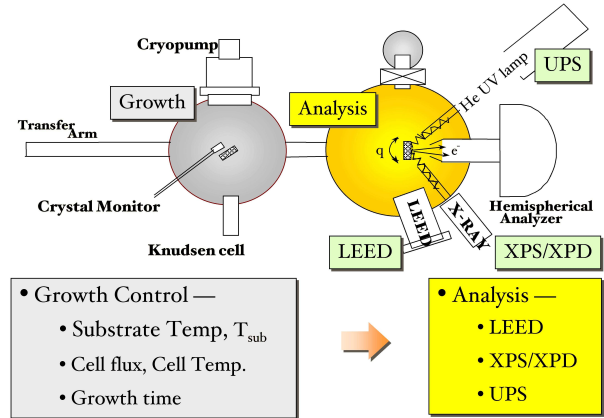 Cryopump
Growth
Analysis
He UV lamp
UPS
Transfer
Arm
q
e-
Crystal Monitor
Knudsen cell
LEED
X-RAY
Hemispherical
Analyzer
LEED
XPS/XPD
• Growth Control —
• Substrate Temp, Tsub
• Cell flux, Cell Temp.
• Growth time
• Analysis —
• LEED
• XPS/XPD
• UPS